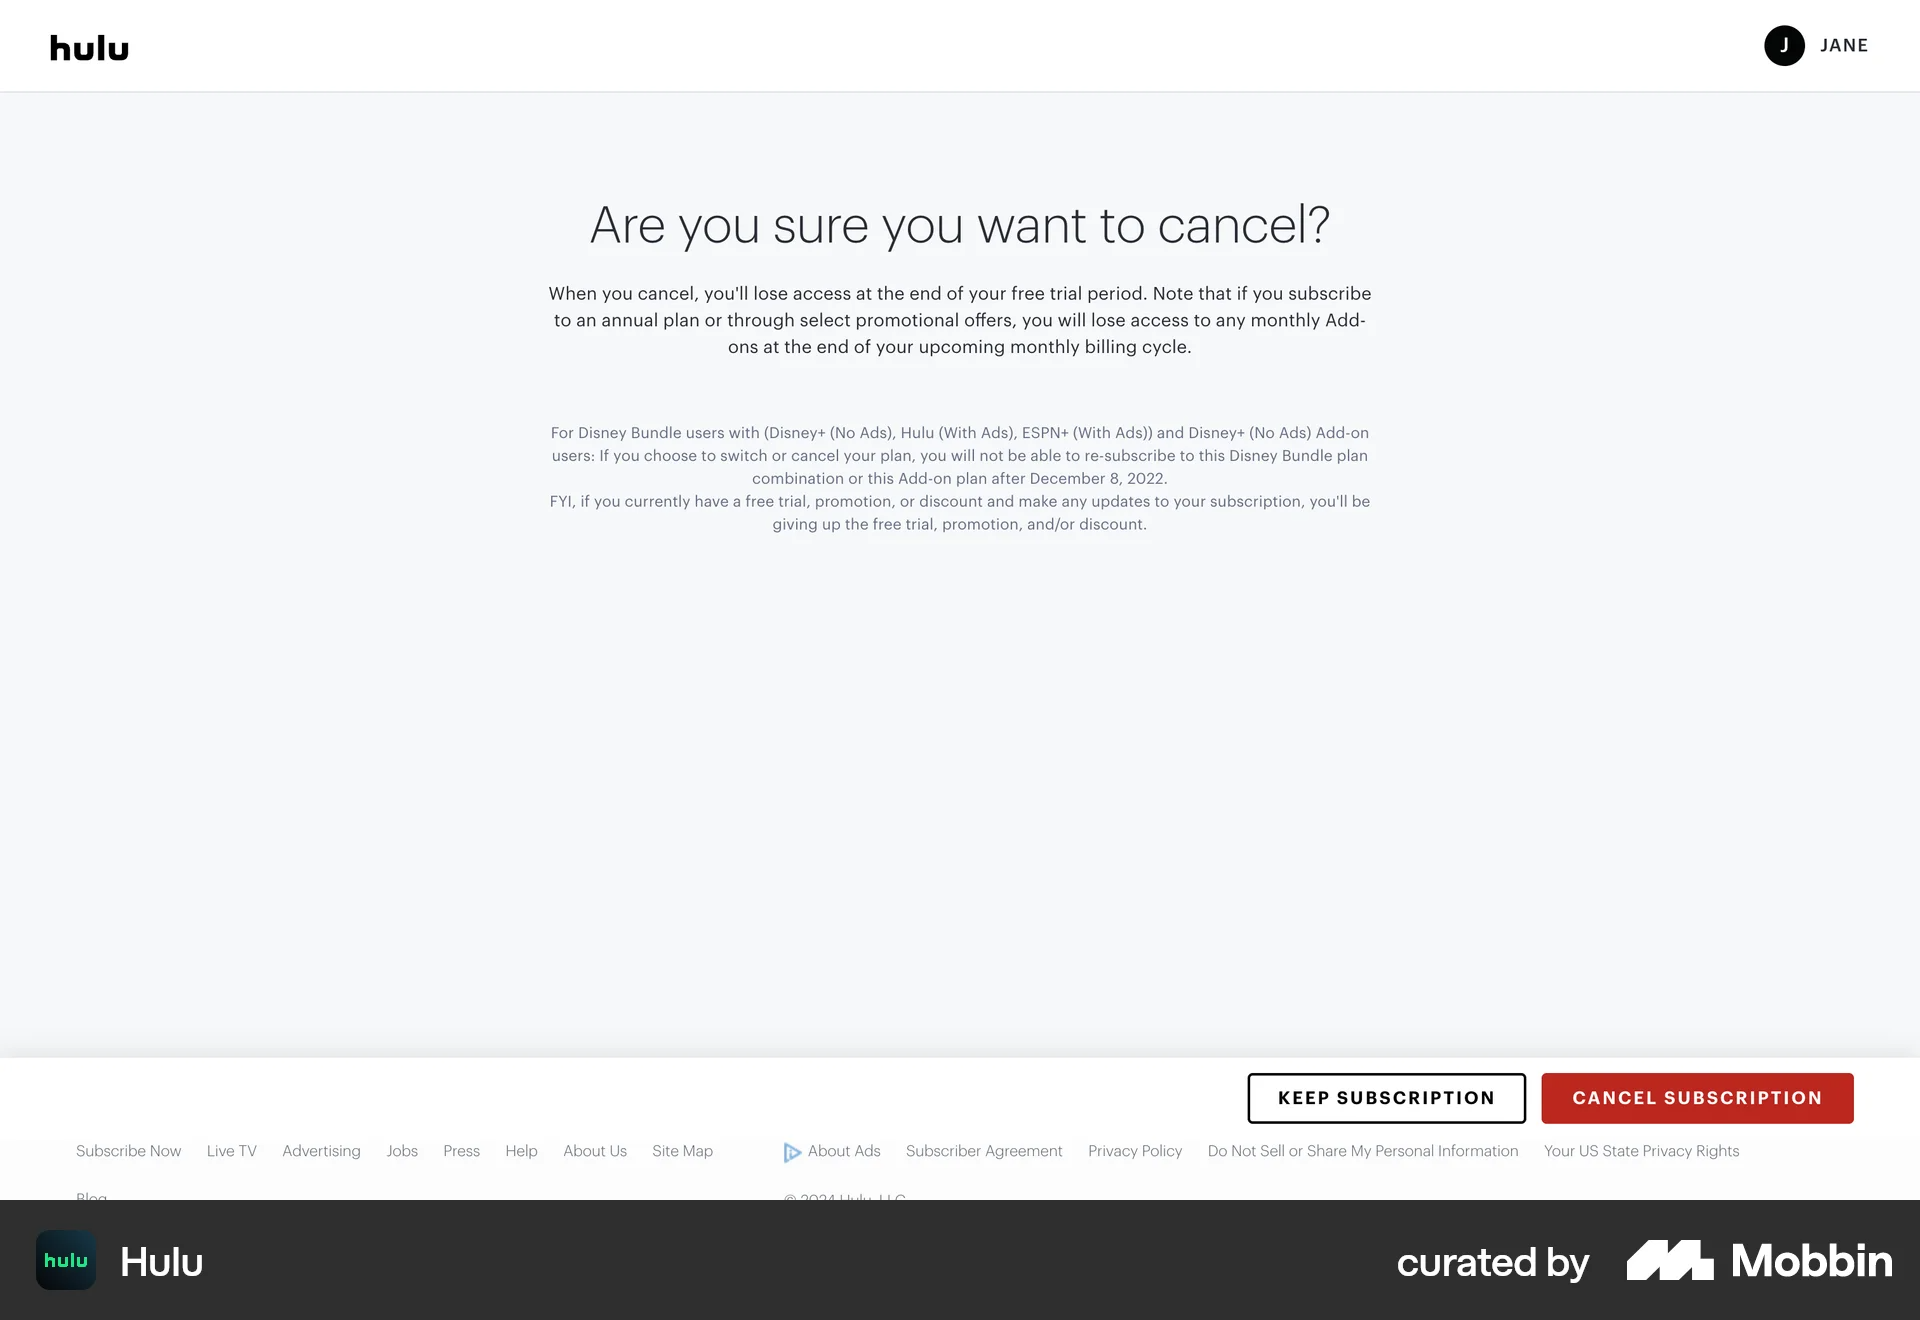 hulu
J JANE
Are you sure you want to cancel?
When you cancel, you'll lose access at the end of your free trial period. Note that if you subscribe
to an annual plan or through select promotional offers, you will lose access to any monthly Add-
ons at the end of your upcoming monthly billing cycle.
For Disney Bundle users with (Disney+ (No Ads), Hulu (With Ads), ESPN+ (With Ads)) and Disney+ (No Ads) Add-on
users: If you choose to switch or cancel your plan, you will not be able to re-subscribe to this Disney Bundle plan
combination or this Add-on plan after December 8, 2022.
FYI, if you currently have a free trial, promotion, or discount and make any updates to your subscription, you'll be
giving up the free trial, promotion, and/or discount.
KEEP SUBSCRIPTION CANCEL SUBSCRIPTION
Subscribe Now Live TV Advertising Jobs Press Help About Us Site Map About Ads Subscriber Agreement Privacy Policy Do Not Sell or Share My Personal Information Your US State Privacy Rights
Blog © 2024 Hulu, LLC
hulu Hulu curated by Mobbin